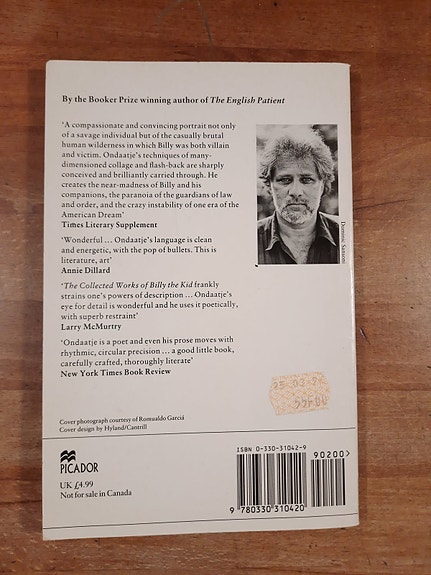 By the Booker Prize winning author of The English Patient
'A compassionate and convincing portrait not only
of a savage individual but of the casually brutal
human wilderness in which Billy was both villain
and victim. Ondaatje's techniques of many-
dimensioned collage and flash-back are sharply
conceived and brilliantly carried through. He
creates the near-madness of Billy and his
companions, the paranoia of the guardians of law
and order, and the crazy instability of one era of the
American Dream'
Times Literary Supplement
'Wonderful ... Ondaatje's language is clean
and energetic, with the pop of bullets. This is
literature, art'
Annie Dillard
'The Collected Works of Billy the Kid frankly
strains one's powers of description ... Ondaatje's
eye for detail is wonderful and he uses it poetically,
with superb restraint'
Larry McMurtry
'Ondaatje is a poet and even his prose moves with
rhythmic, circular precision ... a good little book,
carefully crafted, thoroughly literate'
New York Times Book Review
Dominic Sansoni
Cover photograph courtesy of Romualdo García
Cover design by Hyland/Cantrill
PICADOR
UK £4.99
Not for sale in Canada
ISBN 0-330-31042-9
90200>
9 780330 310420